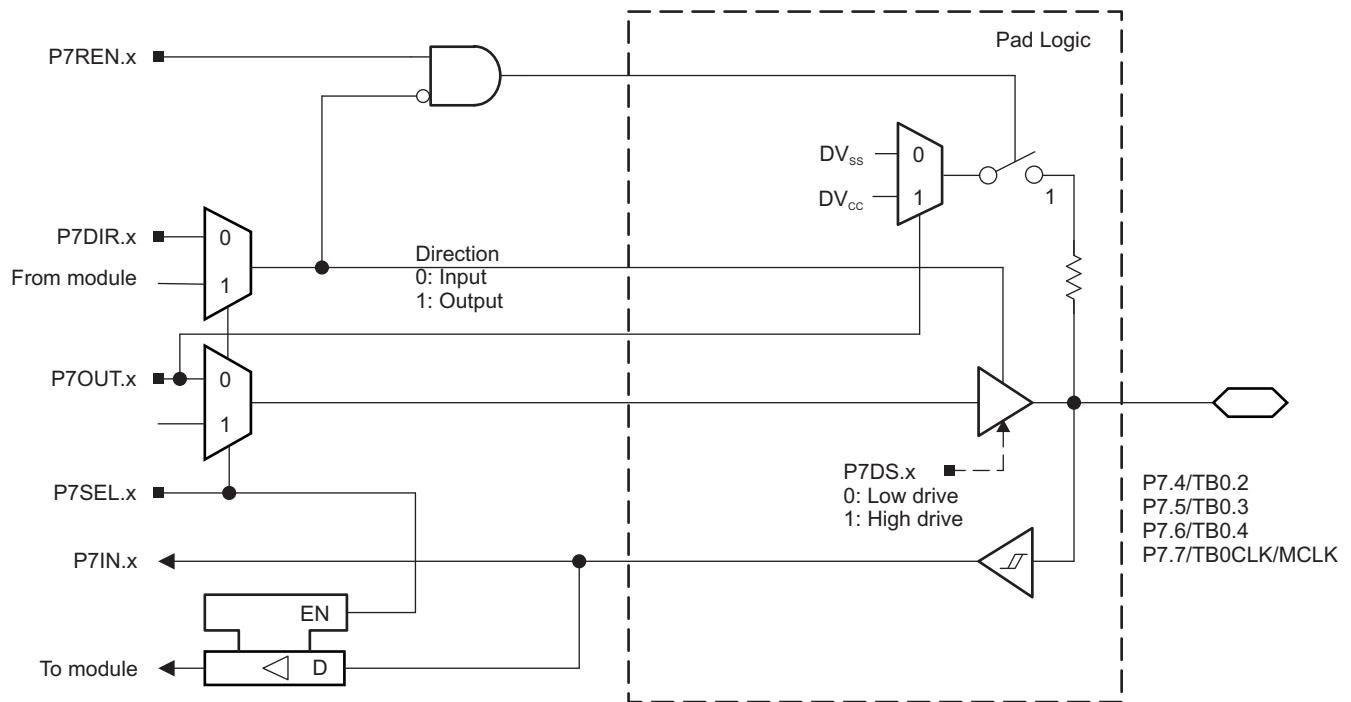 Pad Logic
P7REN.x
DVSS
0
DVCC
1
1
P7DIR.x
0
From module
1
Direction
0: Input
1: Output
P7OUT.x
0
1
P7DS.x
0: Low drive
1: High drive
P7SEL.x
P7.4/TB0.2
P7.5/TB0.3
P7.6/TB0.4
P7.7/TB0CLK/MCLK
P7IN.x
EN
To module
D